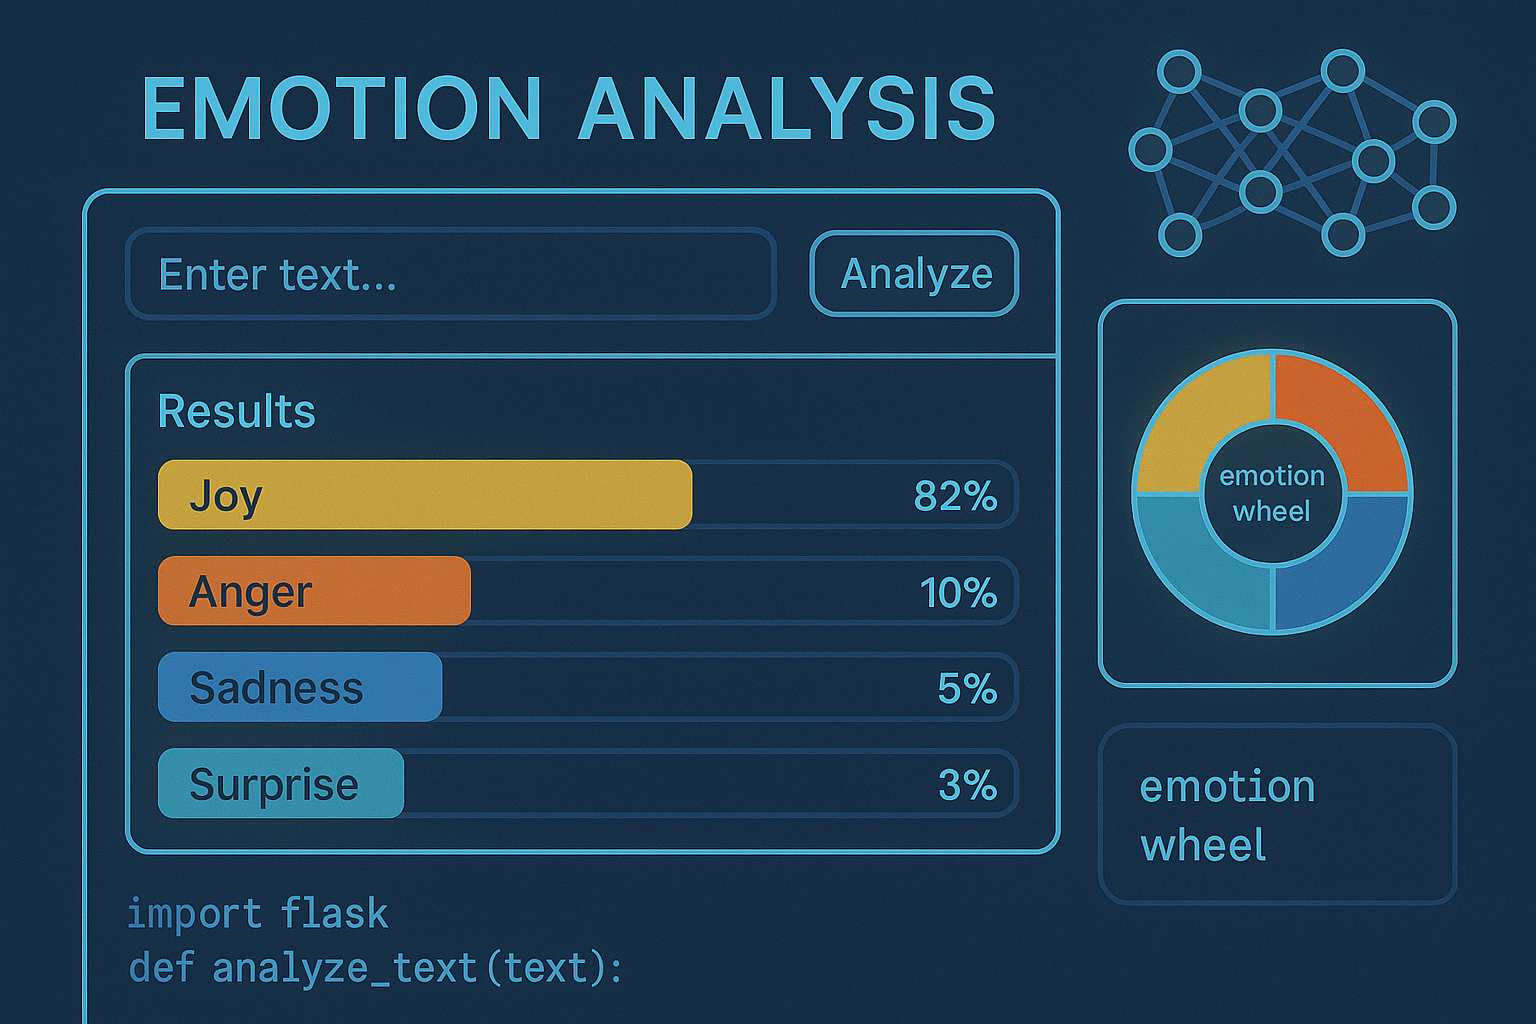 EMOTION ANALYSIS
Enter text...
Analyze
Results
Joy 82%
Anger 10%
Sadness 5%
Surprise 3%
import flask
def analyze_text(text):
emotion
wheel
emotion
wheel